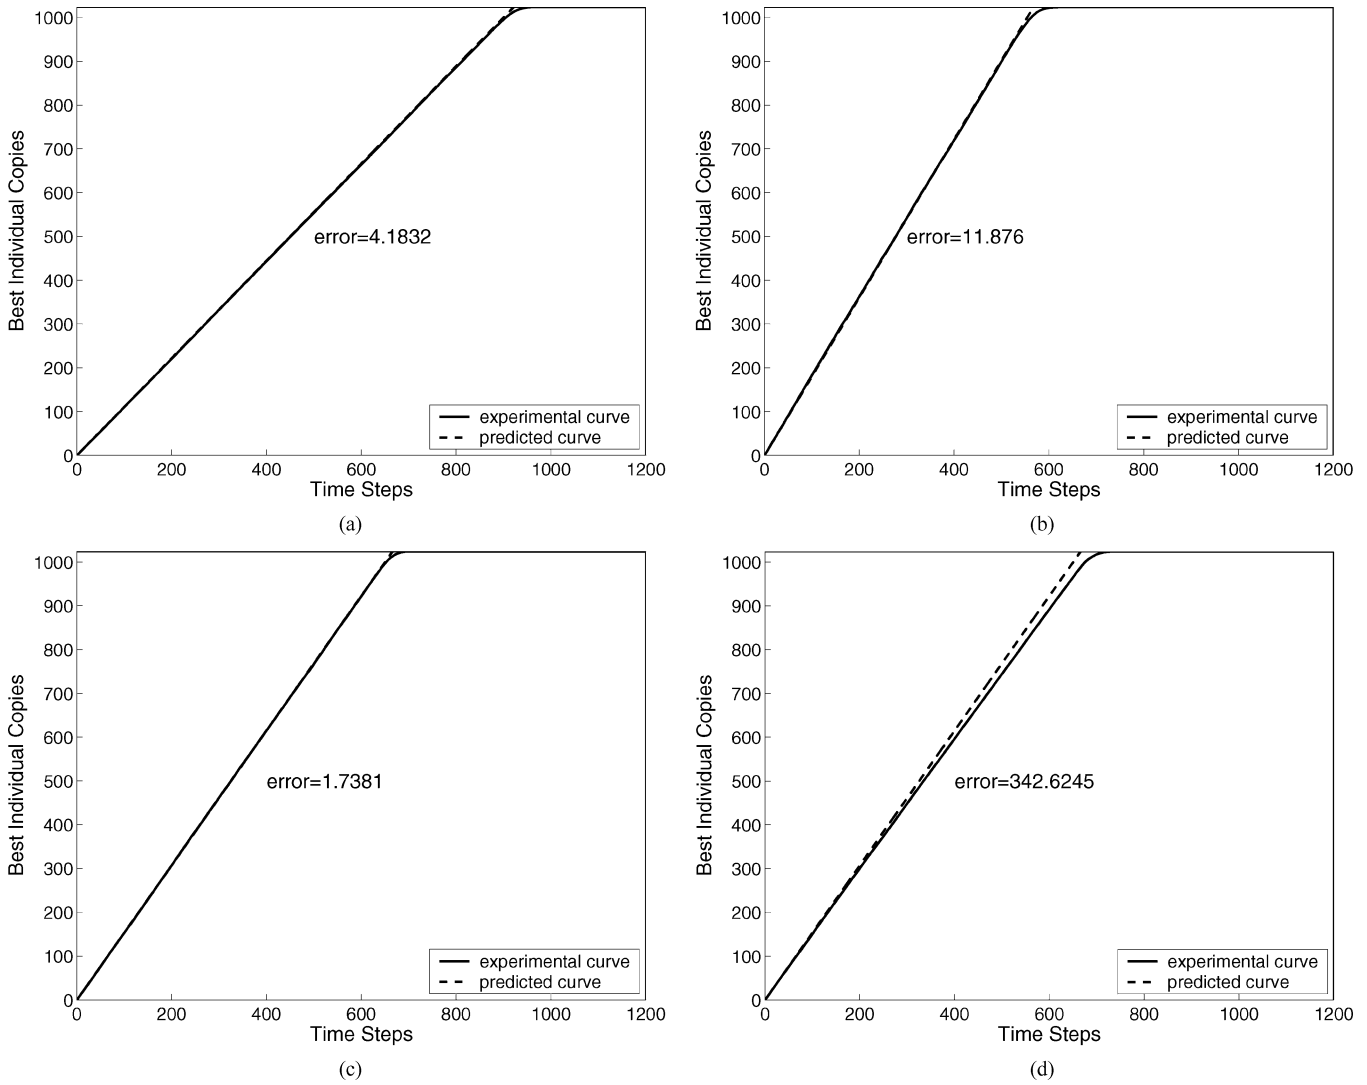 1000
900
800
700
600
500
400
300
200
100
0
Best Individual Copies
error=4.1832
experimental curve
predicted curve
0 200 400 600 800 1000 1200
Time Steps
(a)
1000
900
800
700
600
500
400
300
200
100
0
Best Individual Copies
error=11.876
experimental curve
predicted curve
0 200 400 600 800 1000 1200
Time Steps
(b)
1000
900
800
700
600
500
400
300
200
100
0
Best Individual Copies
error=1.7381
experimental curve
predicted curve
0 200 400 600 800 1000 1200
Time Steps
(c)
1000
900
800
700
600
500
400
300
200
100
0
Best Individual Copies
error=342.6245
experimental curve
predicted curve
0 200 400 600 800 1000 1200
Time Steps
(d)